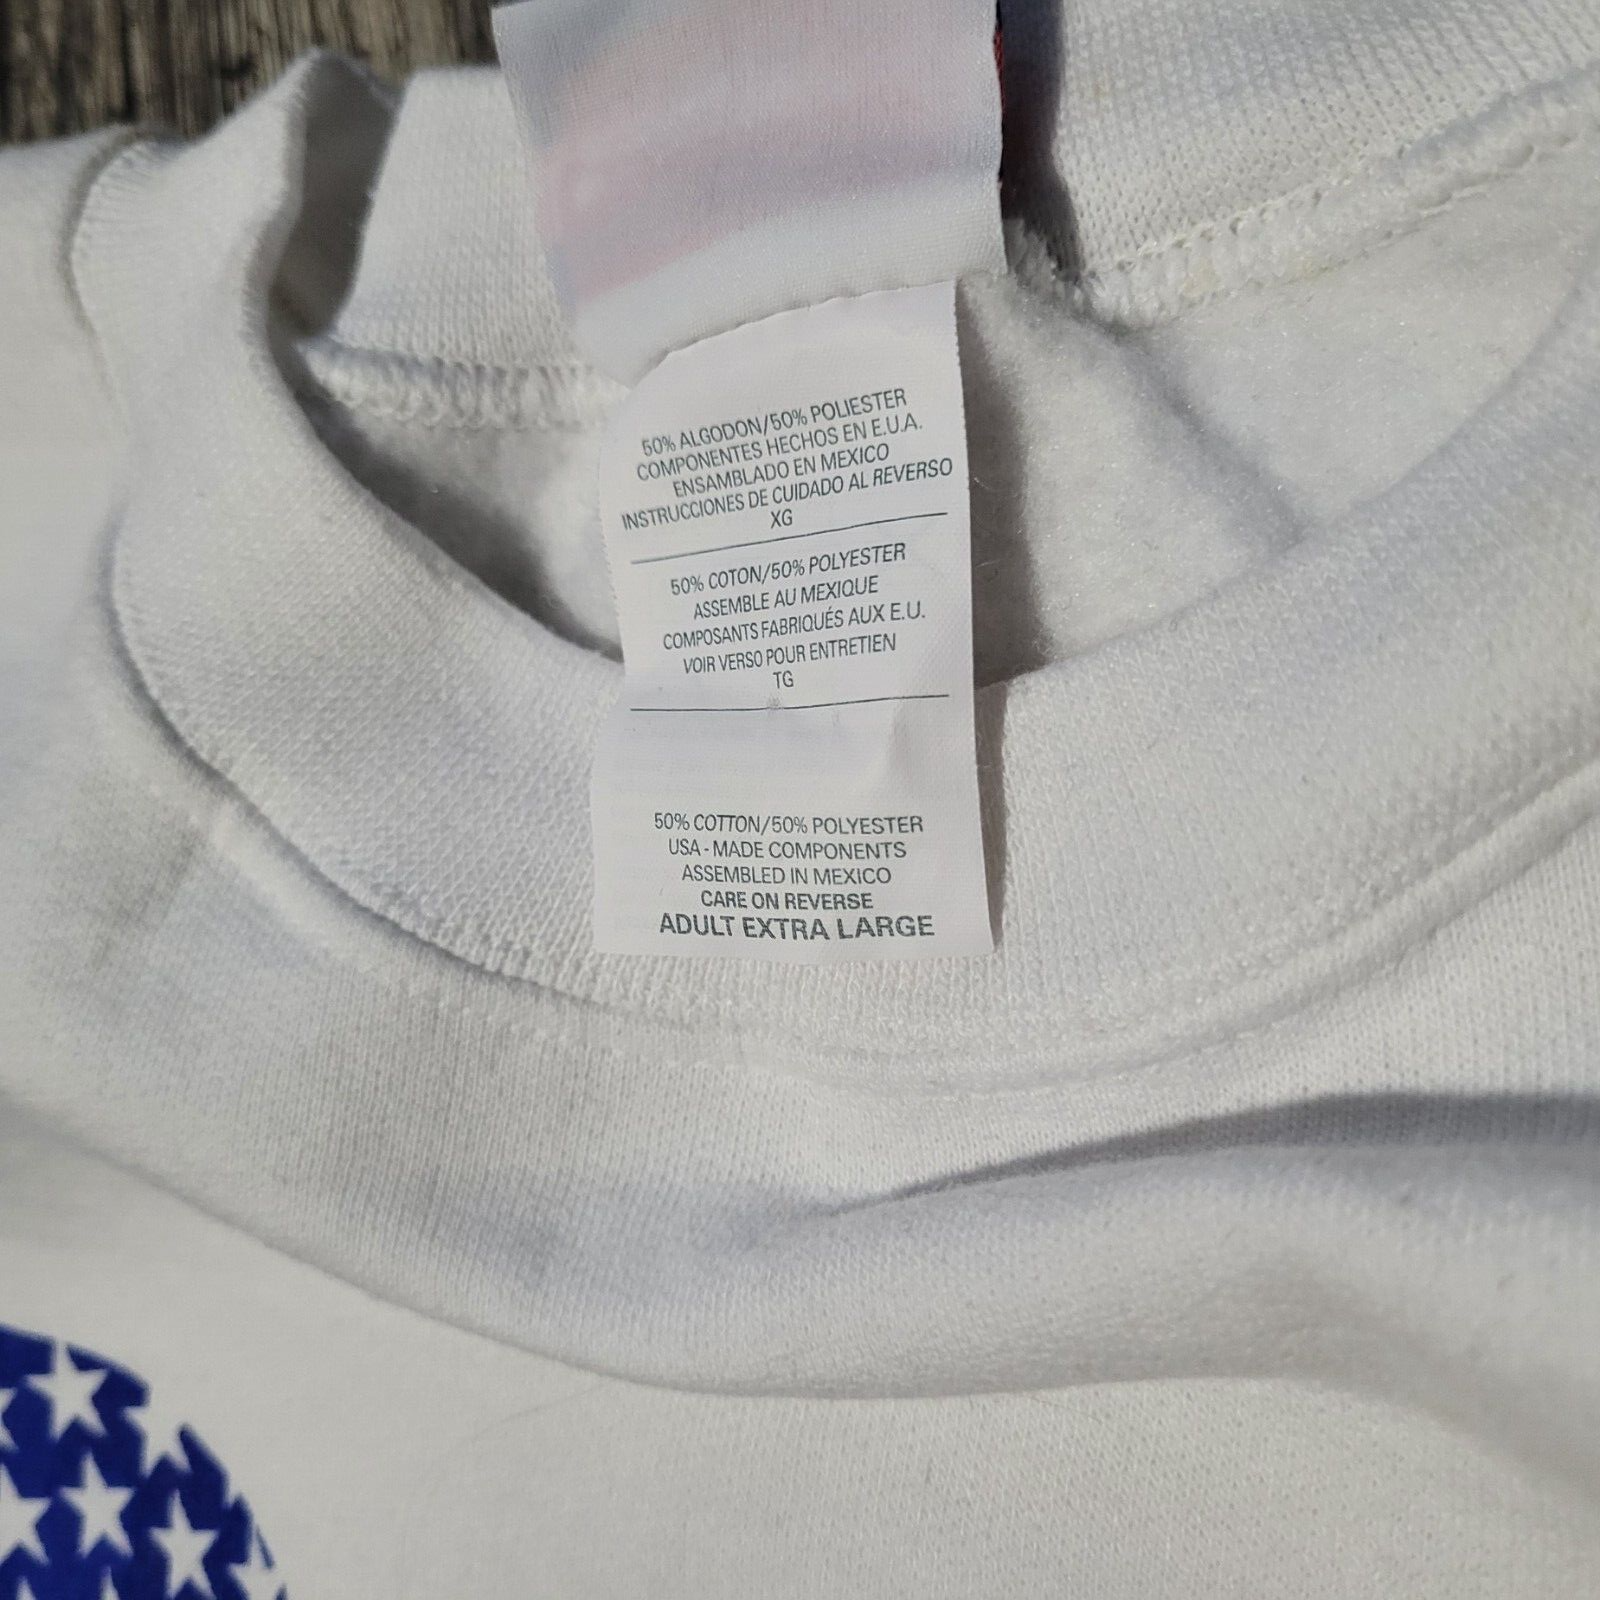 50% ALGODON/50% POLIESTER
COMPONENTES HECHOS EN E.U.A.
ENSAMBLADO EN MEXICO
INSTRUCCIONES DE CUIDADO AL REVERSO
XG
50% COTON/50% POLYESTER
ASSEMBLE AU MEXIQUE
COMPOSANTS FABRIQUÉS AUX E.U.
VOIR VERSO POUR ENTRETIEN
TG
50% COTTON/50% POLYESTER
USA - MADE COMPONENTS
ASSEMBLED IN MEXICO
CARE ON REVERSE
ADULT EXTRA LARGE